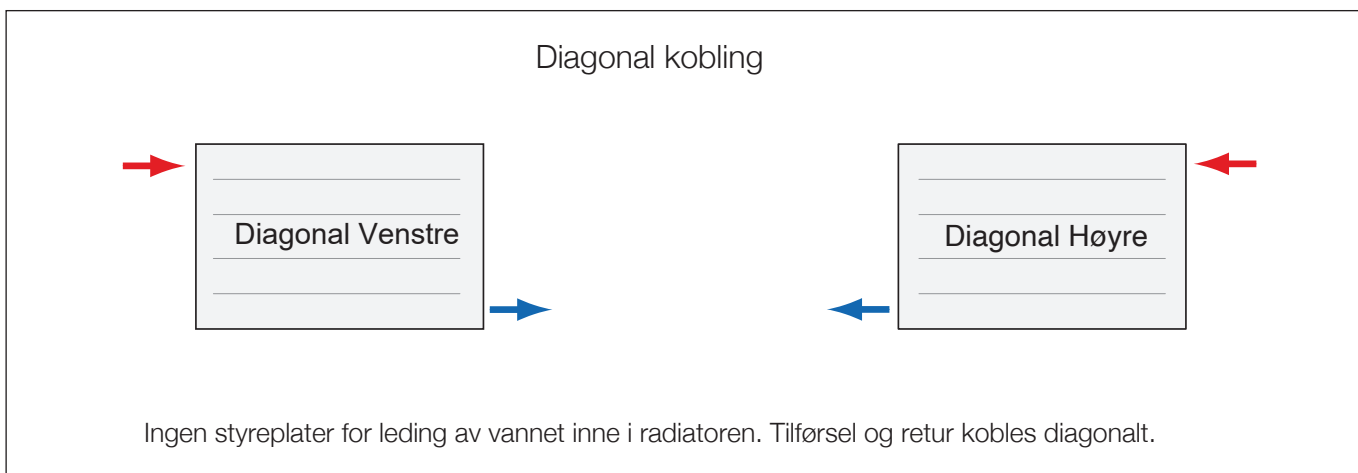 Diagonal kobling
Diagonal Venstre
Diagonal Høyre
Ingen styreplater for leding av vannet inne i radiatoren. Tilførsel og retur kobles diagonalt.